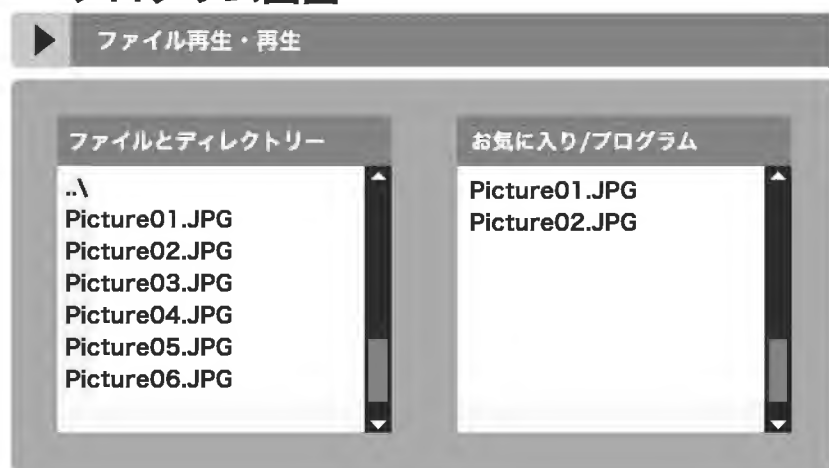 ファイル再生・再生
ファイルとディレクトリー
..\
Picture01.JPG
Picture02.JPG
Picture03.JPG
Picture04.JPG
Picture05.JPG
Picture06.JPG
お気に入り/プログラム
Picture01.JPG
Picture02.JPG